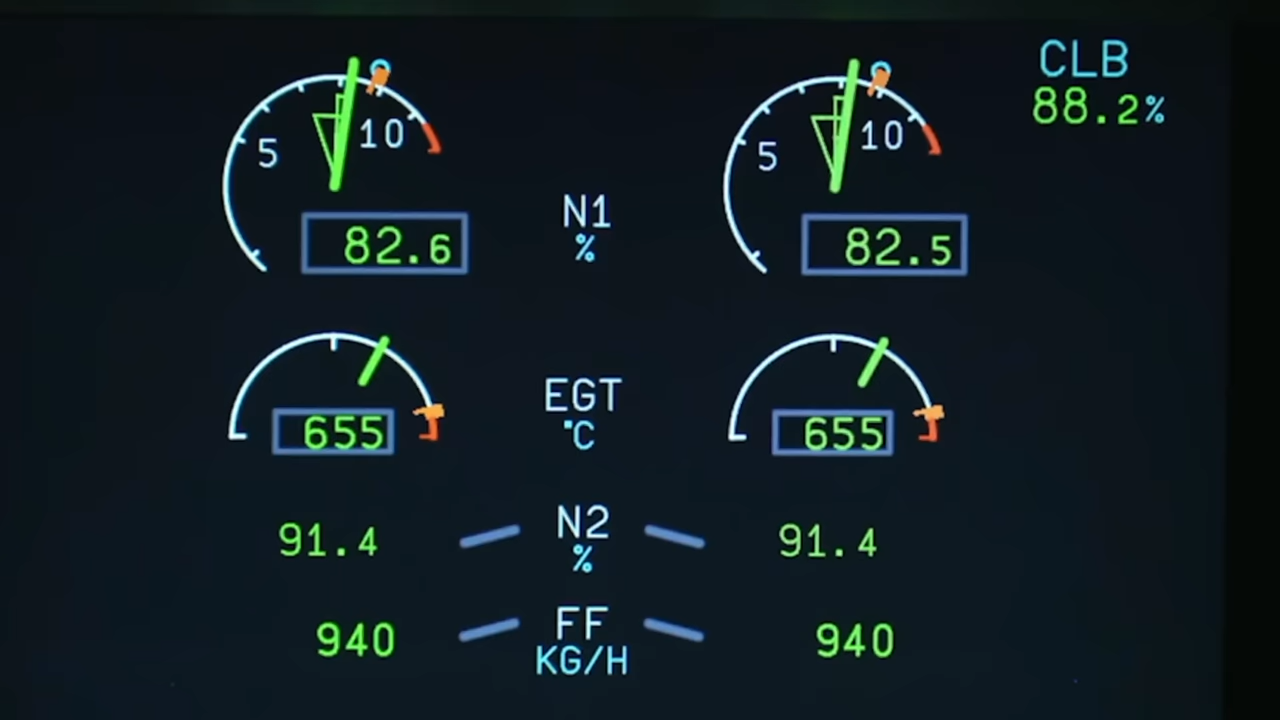 CLB
88.2%
5 10 5 10
82.6 N1 82.5
%
EGT
655 °C 655
91.4 N2 91.4
%
940 FF 940
KG/H